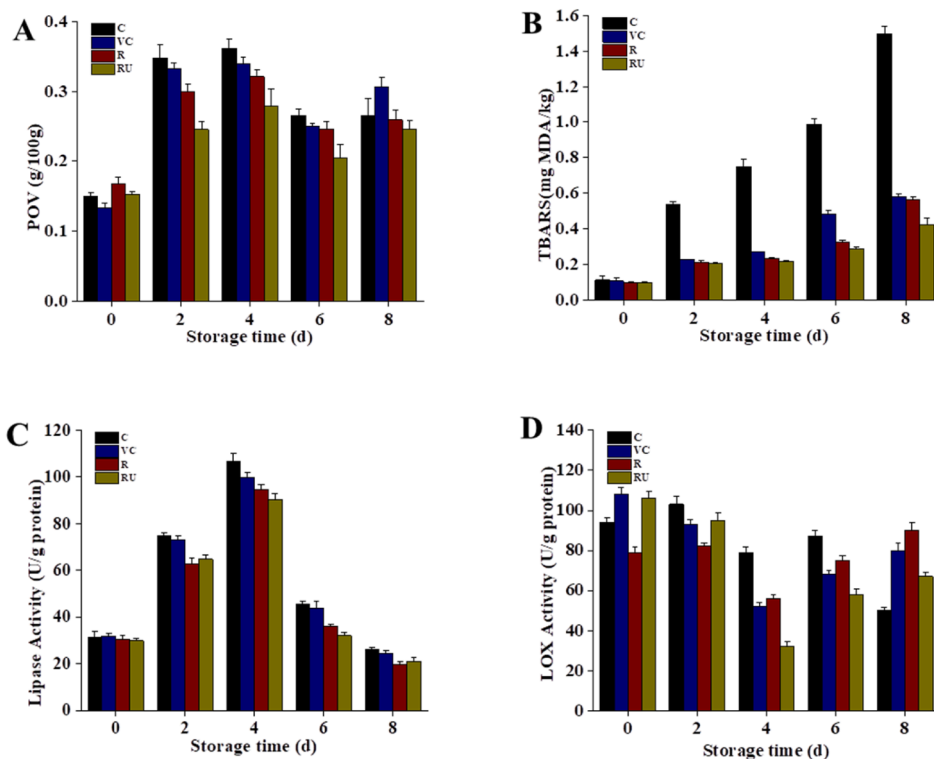 A
C
VC
R
RU
POV (g/100g)
0.4
0.3
0.2
0.1
0.0
0 2 4 6 8
Storage time (d)
B
C
VC
R
RU
TBARS(mg MDA/kg)
1.6
1.4
1.2
1.0
0.8
0.6
0.4
0.2
0.0
0 2 4 6 8
Storage time (d)
C
C
VC
R
RU
Lipase Activity (U/g protein)
120
100
80
60
40
20
0
0 2 4 6 8
Storage time (d)
D
C
VC
R
RU
LOX Activity (U/g protein)
140
120
100
80
60
40
20
0
0 2 4 6 8
Storage time (d)